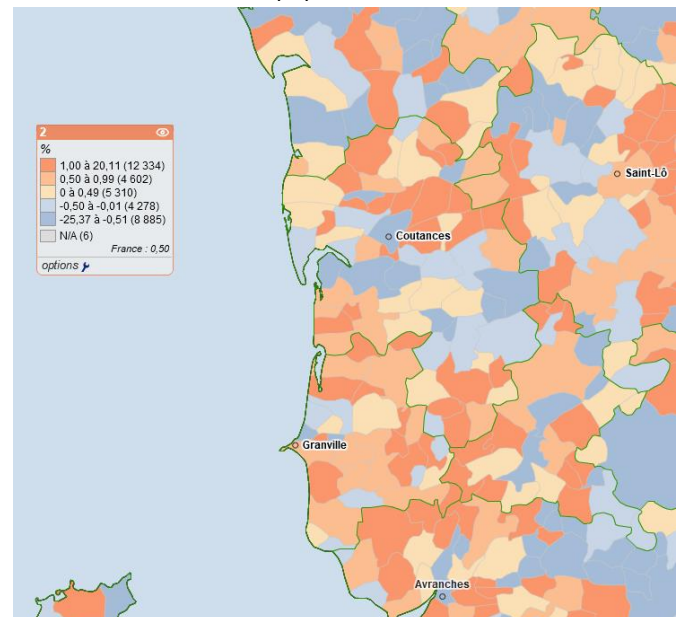 2
%
1,00 à 20,11 (12 334)
0,50 à 0,99 (4 602)
0 à 0,49 (5 310)
-0,50 à -0,01 (4 278)
-25,37 à -0,51 (8 885)
N/A (6)
France : 0,50
options
Saint-Lô
Coutances
Granville
Avranches